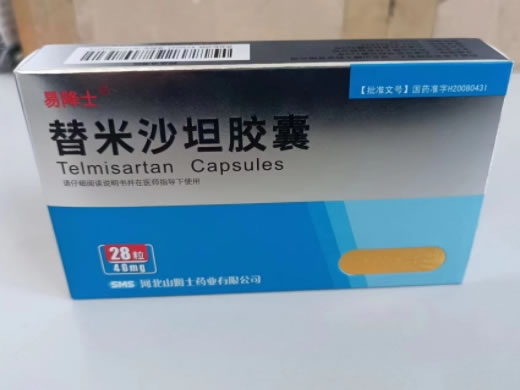 【批准文号】国药准字H20080431
易降士
替米沙坦胶囊
Telmisartan Capsules
请仔细阅读说明书并在医师指导下使用
28粒
40mg
SMS 河北山姆士药业有限公司